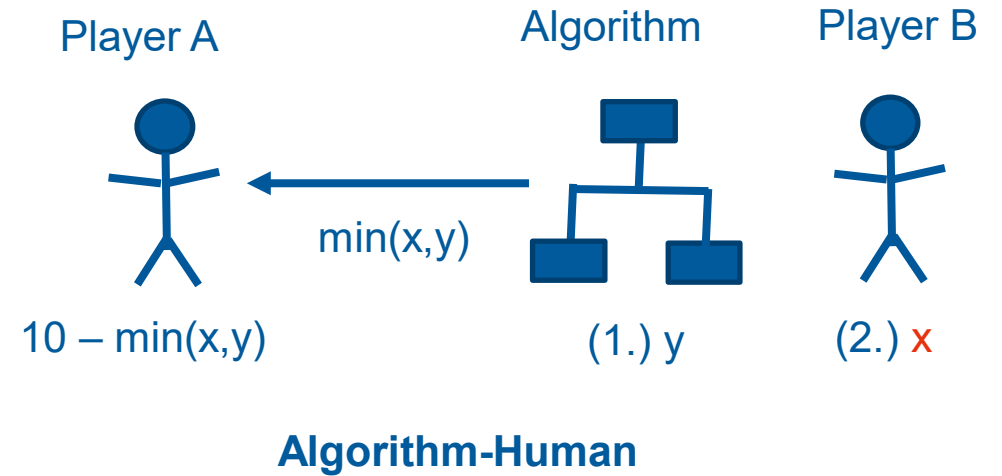 Player A
Algorithm
Player B
min(x,y)
10 – min(x,y)
(1.) y
(2.) x
Algorithm-Human